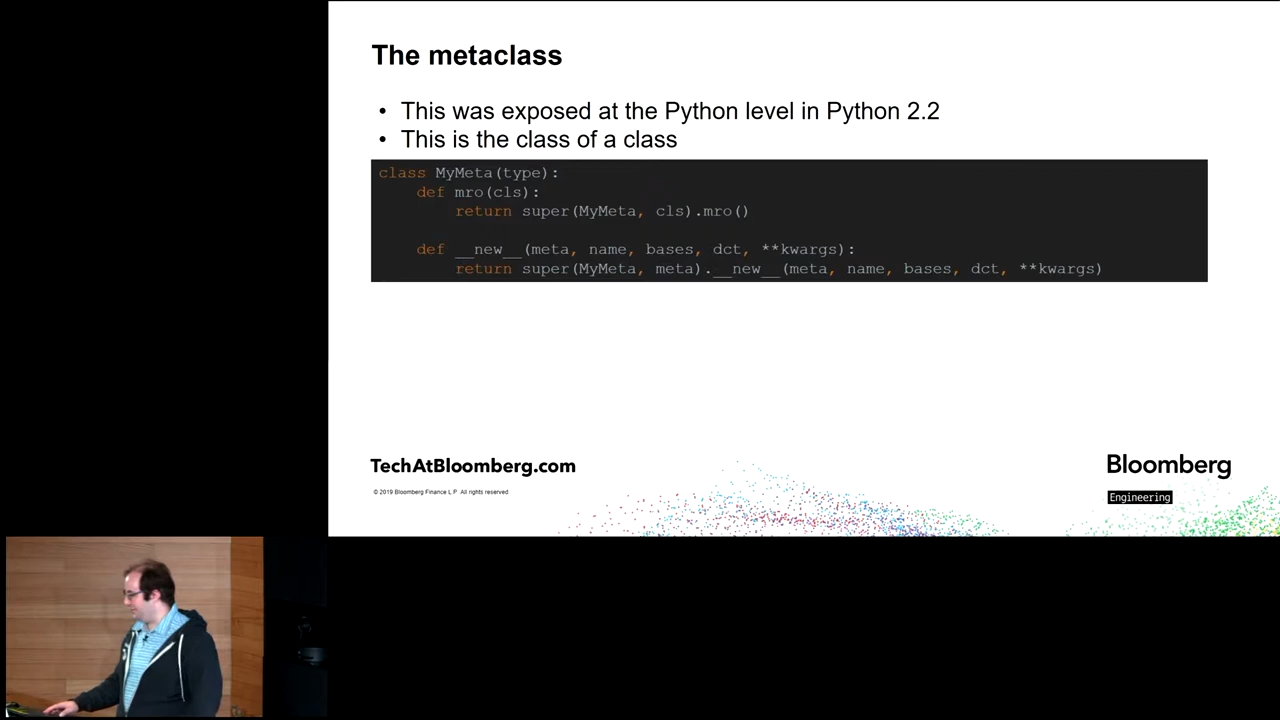 The metaclass
• This was exposed at the Python level in Python 2.2
• This is the class of a class
class MyMeta(type):
    def mro(cls):
        return super(MyMeta, cls).mro()

    def __new__(meta, name, bases, dct, **kwargs):
        return super(MyMeta, meta).__new__(meta, name, bases, dct, **kwargs)
TechAtBloomberg.com
© 2019 Bloomberg Finance L.P. All rights reserved
Bloomberg
Engineering